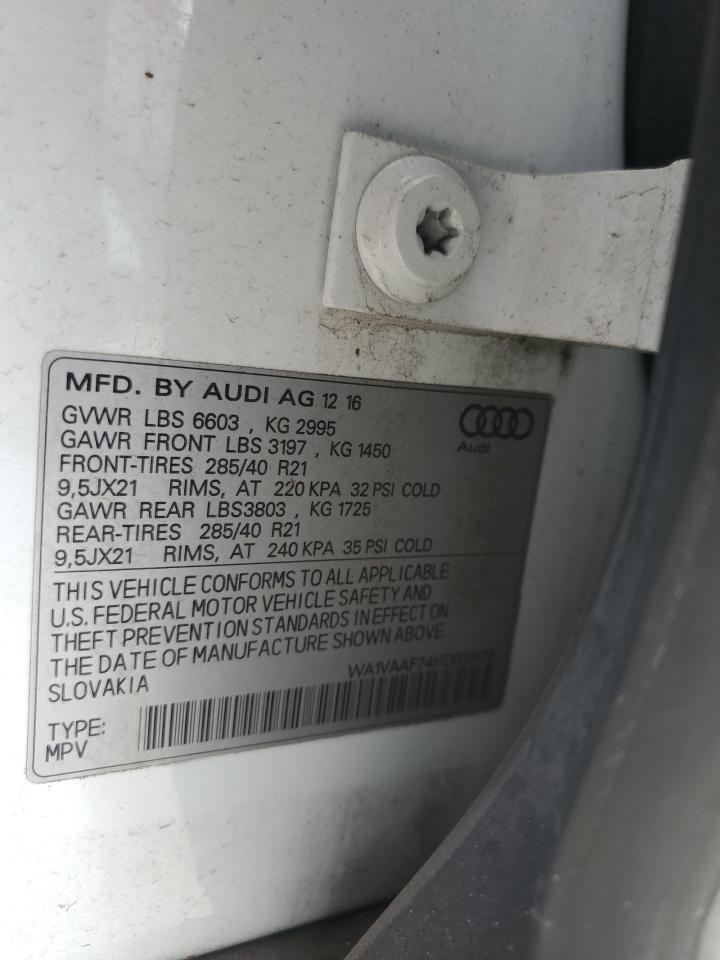 MFD. BY AUDI AG 12 16
GVWR LBS 6603 , KG 2995
GAWR FRONT LBS 3197 , KG 1450
FRONT-TIRES 285/40 R21
9,5JX21 RIMS, AT 220 KPA 32 PSI COLD
GAWR REAR LBS3803 , KG 1725
REAR-TIRES 285/40 R21
9,5JX21 RIMS, AT 240 KPA 35 PSI COLD
Audi
THIS VEHICLE CONFORMS TO ALL APPLICABLE
U.S. FEDERAL MOTOR VEHICLE SAFETY AND
THEFT PREVENTION STANDARDS IN EFFECT ON
THE DATE OF MANUFACTURE SHOWN ABOVE.
SLOVAKIA
TYPE:
MPV